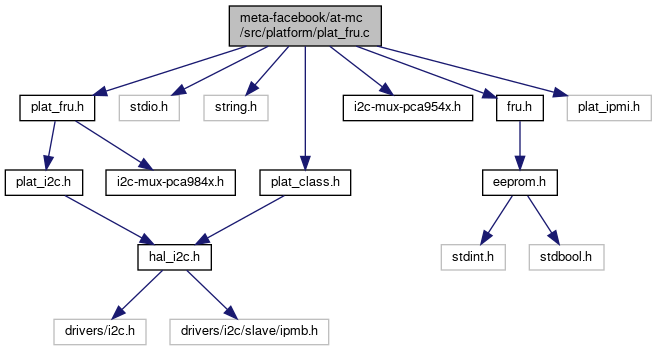 meta-facebook/at-mc
/src/platform/plat_fru.c
plat_fru.h
stdio.h
string.h
i2c-mux-pca954x.h
fru.h
plat_ipmi.h
plat_i2c.h
i2c-mux-pca984x.h
plat_class.h
eeprom.h
hal_i2c.h
stdint.h
stdbool.h
drivers/i2c.h
drivers/i2c/slave/ipmb.h